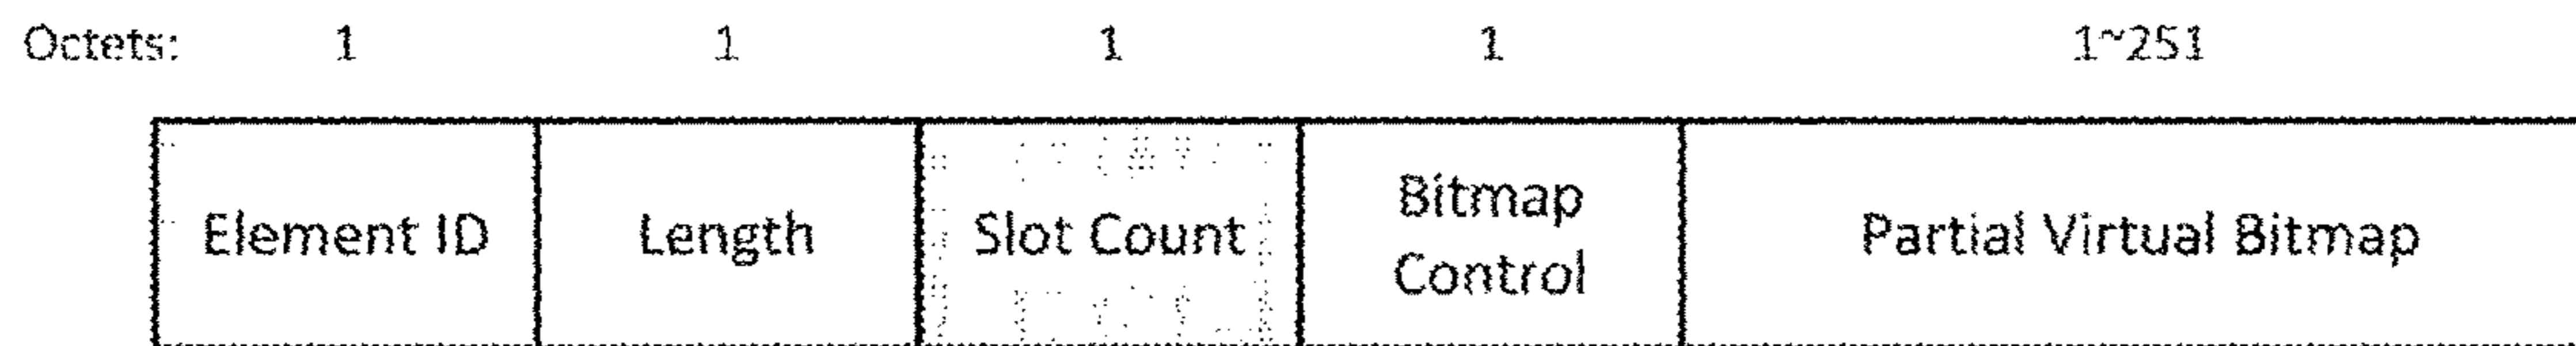 Octets: 1 1 1 1 1~251
Element ID Length Slot Count Bitmap Control Partial Virtual Bitmap